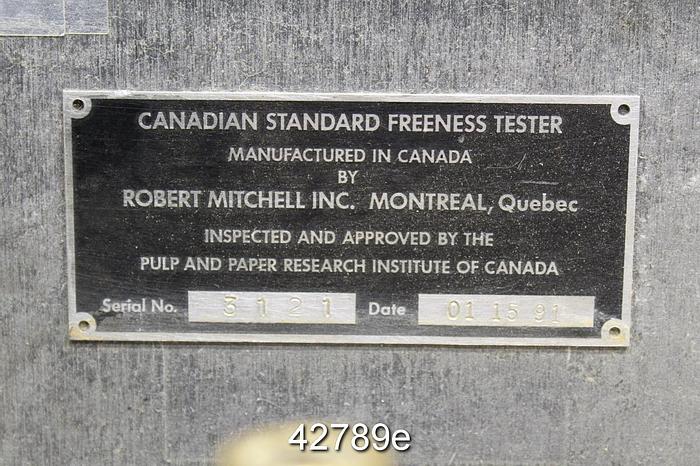 CANADIAN STANDARD FREENESS TESTER
MANUFACTURED IN CANADA
BY
ROBERT MITCHELL INC. MONTREAL, Quebec
INSPECTED AND APPROVED BY THE
PULP AND PAPER RESEARCH INSTITUTE OF CANADA
Serial No. 3121 Date 01 15 91
42789e